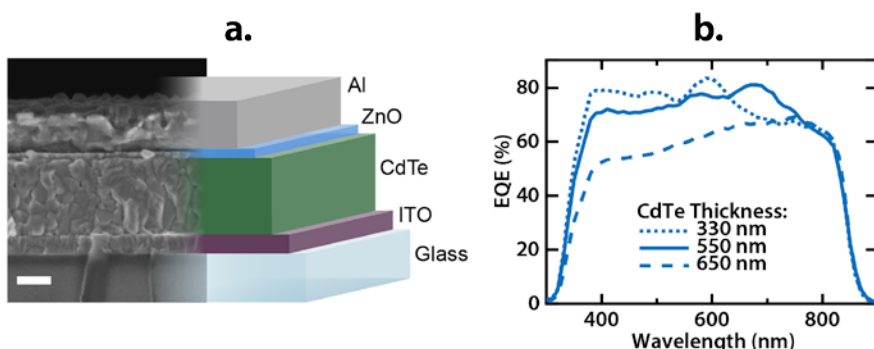 a.
Al
ZnO
CdTe
ITO
Glass
b.
EQE (%)
80
60
40
20
0
CdTe Thickness:
330 nm
550 nm
650 nm
400 600 800
Wavelength (nm)